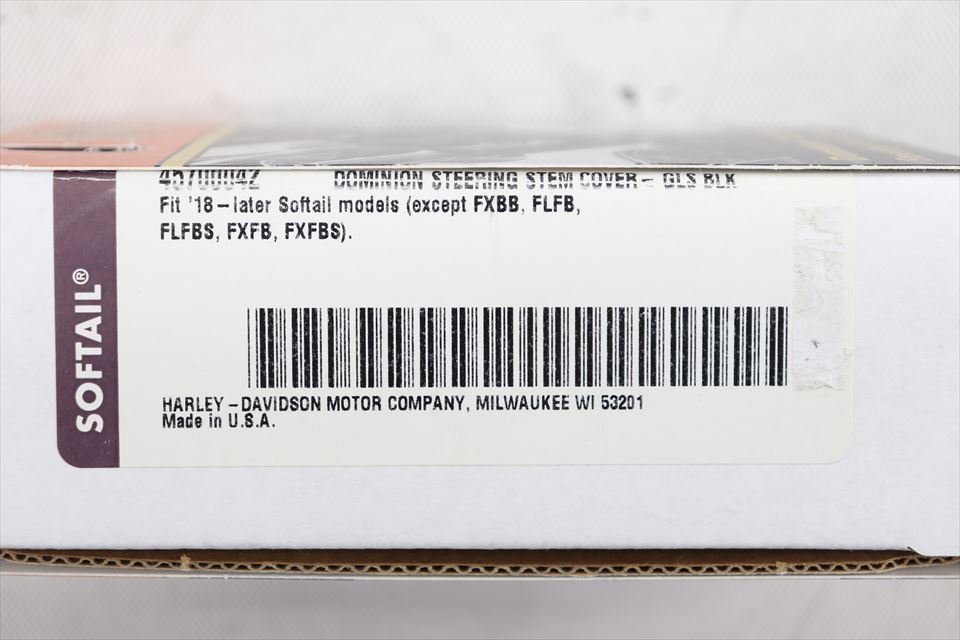 45700042 DOMINION STEERING STEM COVER - GLS BLK
Fit '18-later Softail models (except FXBB, FLFB,
FLFBS, FXFB, FXFBS).
SOFTAIL®
HARLEY-DAVIDSON MOTOR COMPANY, MILWAUKEE WI 53201
Made in U.S.A.